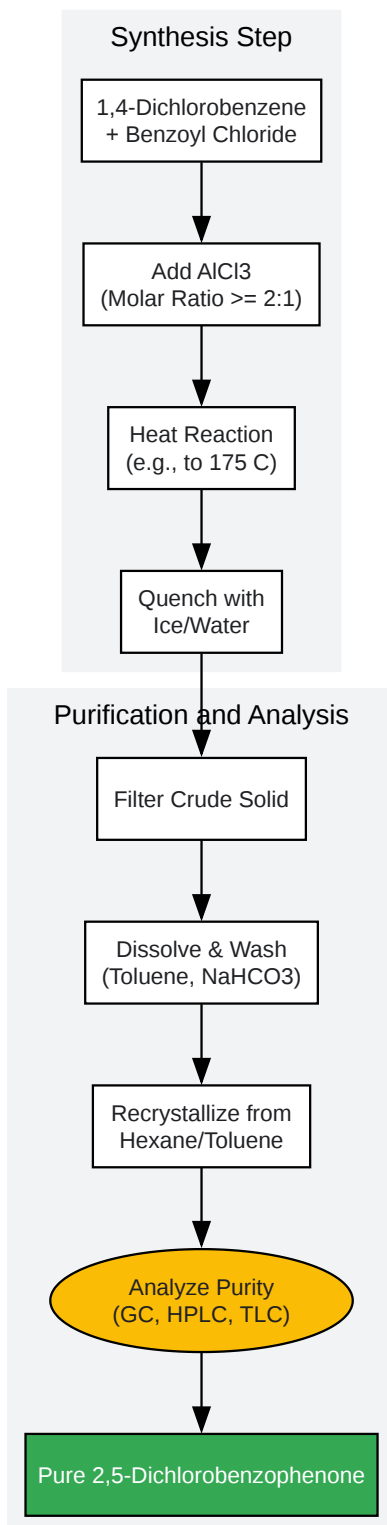 Synthesis Step
1,4-Dichlorobenzene
+ Benzoyl Chloride
Add AlCl3
(Molar Ratio >= 2:1)
Heat Reaction
(e.g., to 175 C)
Quench with
Ice/Water
Purification and Analysis
Filter Crude Solid
Dissolve & Wash
(Toluene, NaHCO3)
Recrystallize from
Hexane/Toluene
Analyze Purity
(GC, HPLC, TLC)
Pure 2,5-Dichlorobenzophenone